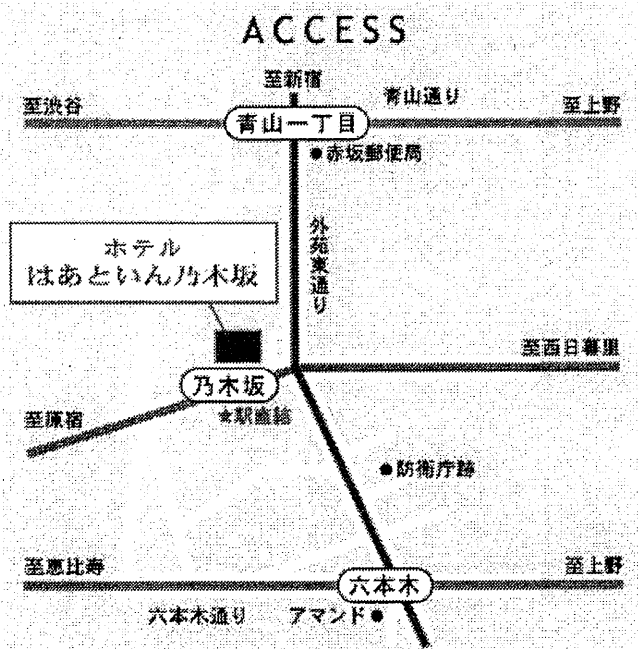 ACCESS
至新宿
至渋谷
青山通り
至上野
青山一丁目
●赤坂郵便局
外苑東通り
ホテル
はあといん乃木坂
至西日暮里
乃木坂
★駅直結
至原宿
●防衛庁跡
至恵比寿
至上野
六本木
六本木通り
アマンド●